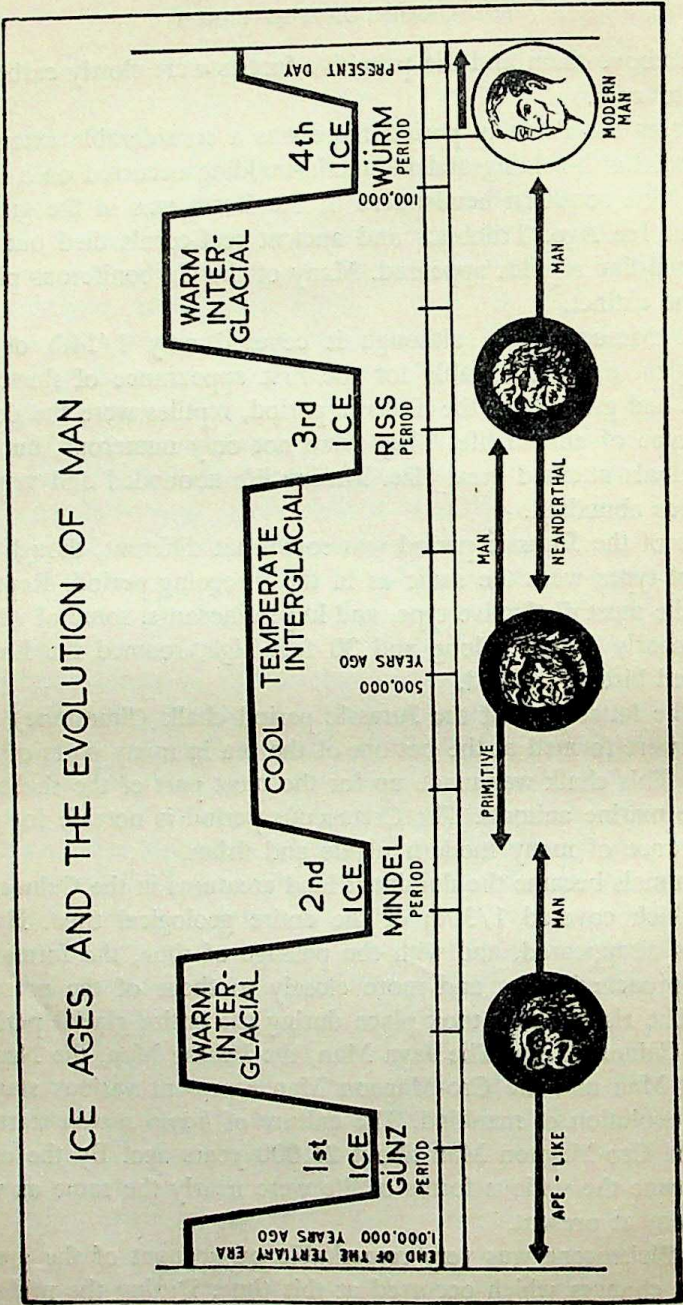 ICE AGES AND THE EVOLUTION OF MAN
END OF THE TERTIARY ERA
1,000,000 YEARS AGO
1st
ICE
GÜNZ
PERIOD
WARM
INTER-
GLACIAL
2nd
ICE
MINDEL
PERIOD
COOL TEMPERATE
INTERGLACIAL
500,000
YEARS AGO
3rd
ICE
RISS
PERIOD
WARM
INTER-
GLACIAL
100,000
4th
ICE
WÜRM
PERIOD
PRESENT DAY
APE - LIKE
MAN
PRIMITIVE
MAN
NEANDERTHAL
MAN
MODERN
MAN